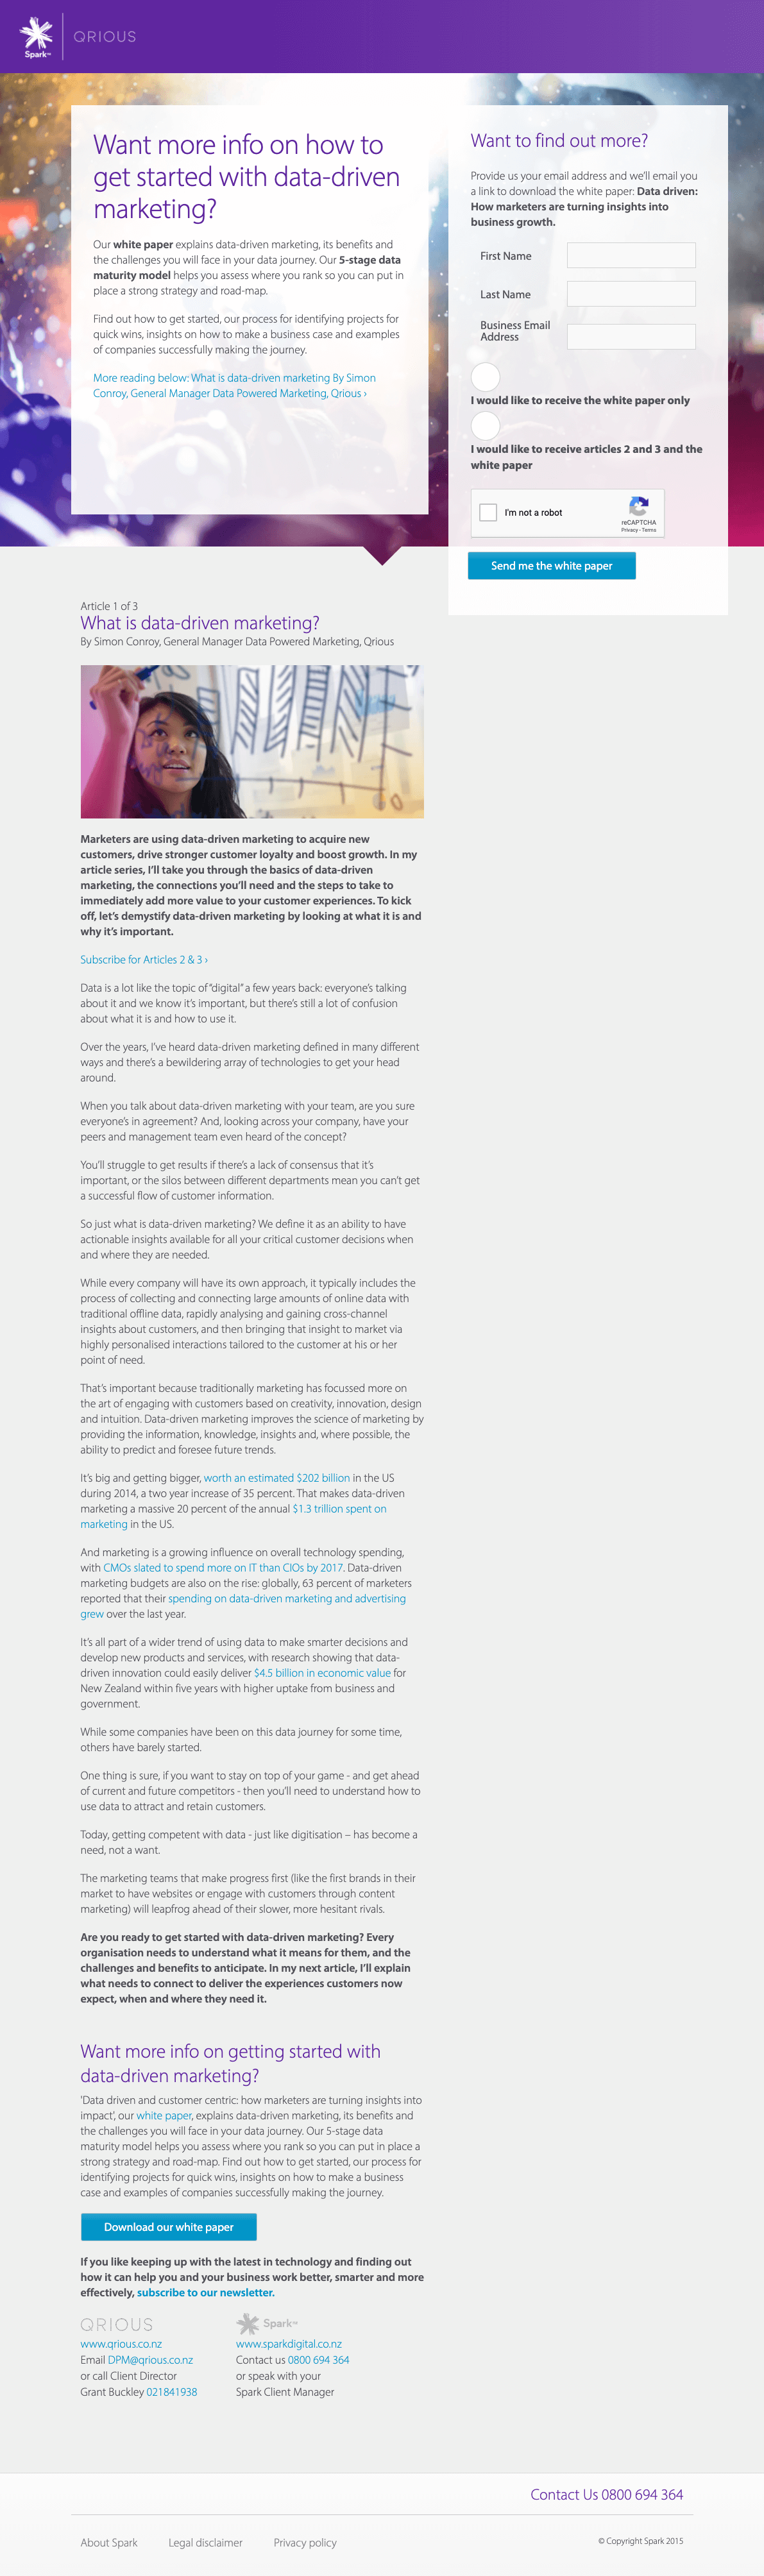 Spark™
QRIOUS
Want more info on how to
get started with data-driven
marketing?
Our white paper explains data-driven marketing, its benefits and
the challenges you will face in your data journey. Our 5-stage data
maturity model helps you assess where you rank so you can put in
place a strong strategy and road-map.
Find out how to get started, our process for identifying projects for
quick wins, insights on how to make a business case and examples
of companies successfully making the journey.
More reading below: What is data-driven marketing By Simon
Conroy, General Manager Data Powered Marketing, Qrious ›
Want to find out more?
Provide us your email address and we'll email you
a link to download the white paper: Data driven:
How marketers are turning insights into
business growth.
First Name
Last Name
Business Email
Address
I would like to receive the white paper only
I would like to receive articles 2 and 3 and the
white paper
I'm not a robot
reCAPTCHA
Privacy - Terms
Send me the white paper
Article 1 of 3
What is data-driven marketing?
By Simon Conroy, General Manager Data Powered Marketing, Qrious
Marketers are using data-driven marketing to acquire new
customers, drive stronger customer loyalty and boost growth. In my
article series, I'll take you through the basics of data-driven
marketing, the connections you'll need and the steps to take to
immediately add more value to your customer experiences. To kick
off, let's demystify data-driven marketing by looking at what it is and
why it's important.
Subscribe for Articles 2 & 3 ›
Data is a lot like the topic of "digital" a few years back: everyone's talking
about it and we know it's important, but there's still a lot of confusion
about what it is and how to use it.
Over the years, I've heard data-driven marketing defined in many different
ways and there's a bewildering array of technologies to get your head
around.
When you talk about data-driven marketing with your team, are you sure
everyone's in agreement? And, looking across your company, have your
peers and management team even heard of the concept?
You'll struggle to get results if there's a lack of consensus that it's
important, or the silos between different departments mean you can't get
a successful flow of customer information.
So just what is data-driven marketing? We define it as an ability to have
actionable insights available for all your critical customer decisions when
and where they are needed.
While every company will have its own approach, it typically includes the
process of collecting and connecting large amounts of online data with
traditional offline data, rapidly analysing and gaining cross-channel
insights about customers, and then bringing that insight to market via
highly personalised interactions tailored to the customer at his or her
point of need.
That's important because traditionally marketing has focussed more on
the art of engaging with customers based on creativity, innovation, design
and intuition. Data-driven marketing improves the science of marketing by
providing the information, knowledge, insights and, where possible, the
ability to predict and foresee future trends.
It's big and getting bigger, worth an estimated $202 billion in the US
during 2014, a two year increase of 35 percent. That makes data-driven
marketing a massive 20 percent of the annual $1.3 trillion spent on
marketing in the US.
And marketing is a growing influence on overall technology spending,
with CMOs slated to spend more on IT than CIOs by 2017. Data-driven
marketing budgets are also on the rise: globally, 63 percent of marketers
reported that their spending on data-driven marketing and advertising
grew over the last year.
It's all part of a wider trend of using data to make smarter decisions and
develop new products and services, with research showing that data-
driven innovation could easily deliver $4.5 billion in economic value for
New Zealand within five years with higher uptake from business and
government.
While some companies have been on this data journey for some time,
others have barely started.
One thing is sure, if you want to stay on top of your game - and get ahead
of current and future competitors - then you'll need to understand how to
use data to attract and retain customers.
Today, getting competent with data - just like digitisation – has become a
need, not a want.
The marketing teams that make progress first (like the first brands in their
market to have websites or engage with customers through content
marketing) will leapfrog ahead of their slower, more hesitant rivals.
Are you ready to get started with data-driven marketing? Every
organisation needs to understand what it means for them, and the
challenges and benefits to anticipate. In my next article, I'll explain
what needs to connect to deliver the experiences customers now
expect, when and where they need it.
Want more info on getting started with
data-driven marketing?
'Data driven and customer centric: how marketers are turning insights into
impact', our white paper, explains data-driven marketing, its benefits and
the challenges you will face in your data journey. Our 5-stage data
maturity model helps you assess where you rank so you can put in place a
strong strategy and road-map. Find out how to get started, our process for
identifying projects for quick wins, insights on how to make a business
case and examples of companies successfully making the journey.
Download our white paper
If you like keeping up with the latest in technology and finding out
how it can help you and your business work better, smarter and more
effectively, subscribe to our newsletter.
QRIOUS
www.qrious.co.nz
Email DPM@qrious.co.nz
or call Client Director
Grant Buckley 021841938
Spark™
www.sparkdigital.co.nz
Contact us 0800 694 364
or speak with your
Spark Client Manager
Contact Us 0800 694 364
About Spark
Legal disclaimer
Privacy policy
© Copyright Spark 2015